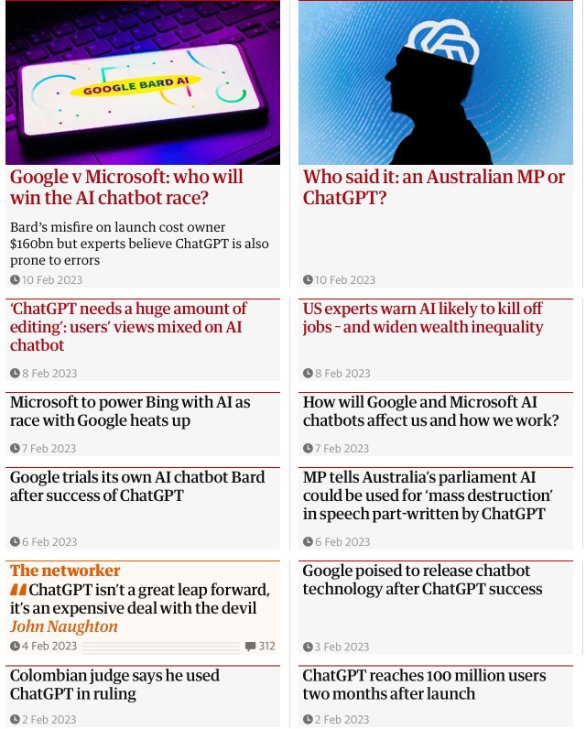 GOOGLE BARD AI
Google v Microsoft: who will
win the AI chatbot race?
Bard's misfire on launch cost owner
$160bn but experts believe ChatGPT is also
prone to errors
10 Feb 2023
Who said it: an Australian MP or
ChatGPT?
10 Feb 2023
'ChatGPT needs a huge amount of
editing': users' views mixed on AI
chatbot
8 Feb 2023
US experts warn AI likely to kill off
jobs – and widen wealth inequality
8 Feb 2023
Microsoft to power Bing with AI as
race with Google heats up
7 Feb 2023
How will Google and Microsoft AI
chatbots affect us and how we work?
7 Feb 2023
Google trials its own AI chatbot Bard
after success of ChatGPT
6 Feb 2023
MP tells Australia's parliament AI
could be used for 'mass destruction'
in speech part-written by ChatGPT
6 Feb 2023
The networker
“ChatGPT isn't a great leap forward,
it's an expensive deal with the devil
John Naughton
4 Feb 2023 312
Google poised to release chatbot
technology after ChatGPT success
3 Feb 2023
Colombian judge says he used
ChatGPT in ruling
2 Feb 2023
ChatGPT reaches 100 million users
two months after launch
2 Feb 2023